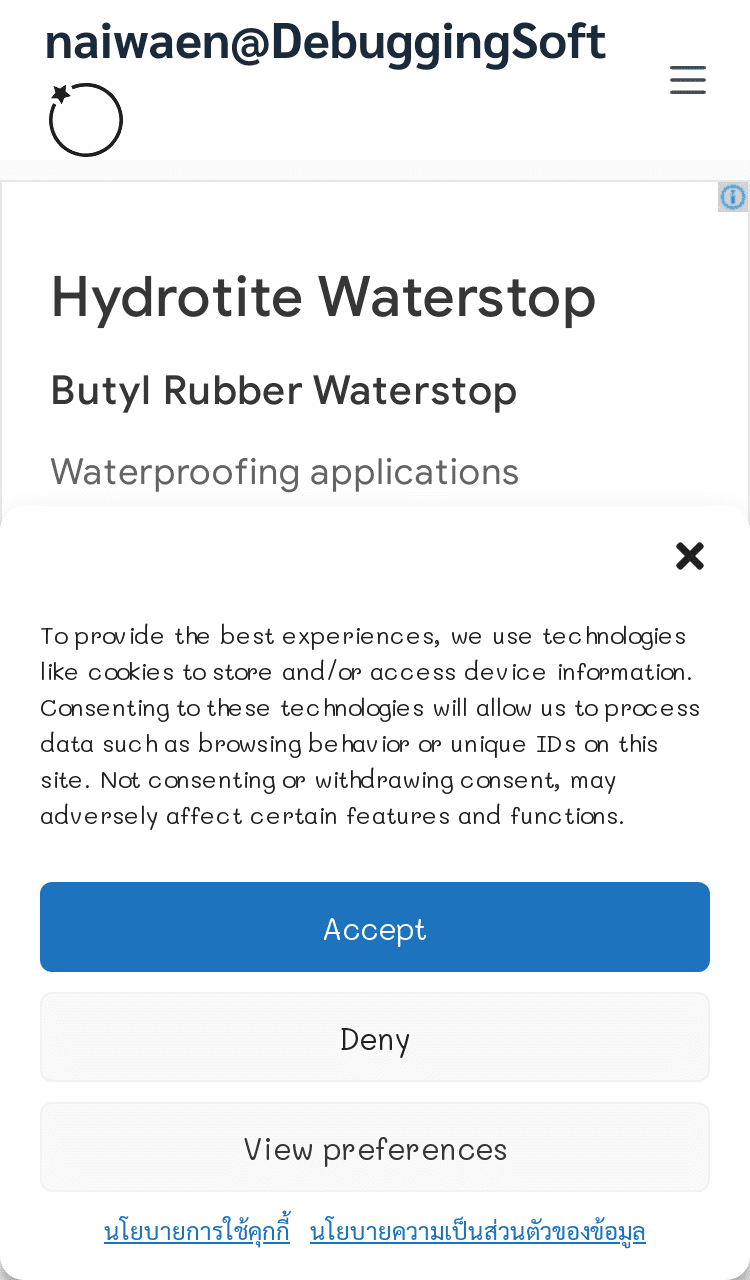 naiwaen@DebuggingSoft
Hydrotite Waterstop
Butyl Rubber Waterstop
Waterproofing applications
To provide the best experiences, we use technologies
like cookies to store and/or access device information.
Consenting to these technologies will allow us to process
data such as browsing behavior or unique IDs on this
site. Not consenting or withdrawing consent, may
adversely affect certain features and functions.
Accept
Deny
View preferences
นโยบายการใช้คุกกี้ นโยบายความเป็นส่วนตัวของข้อมูล